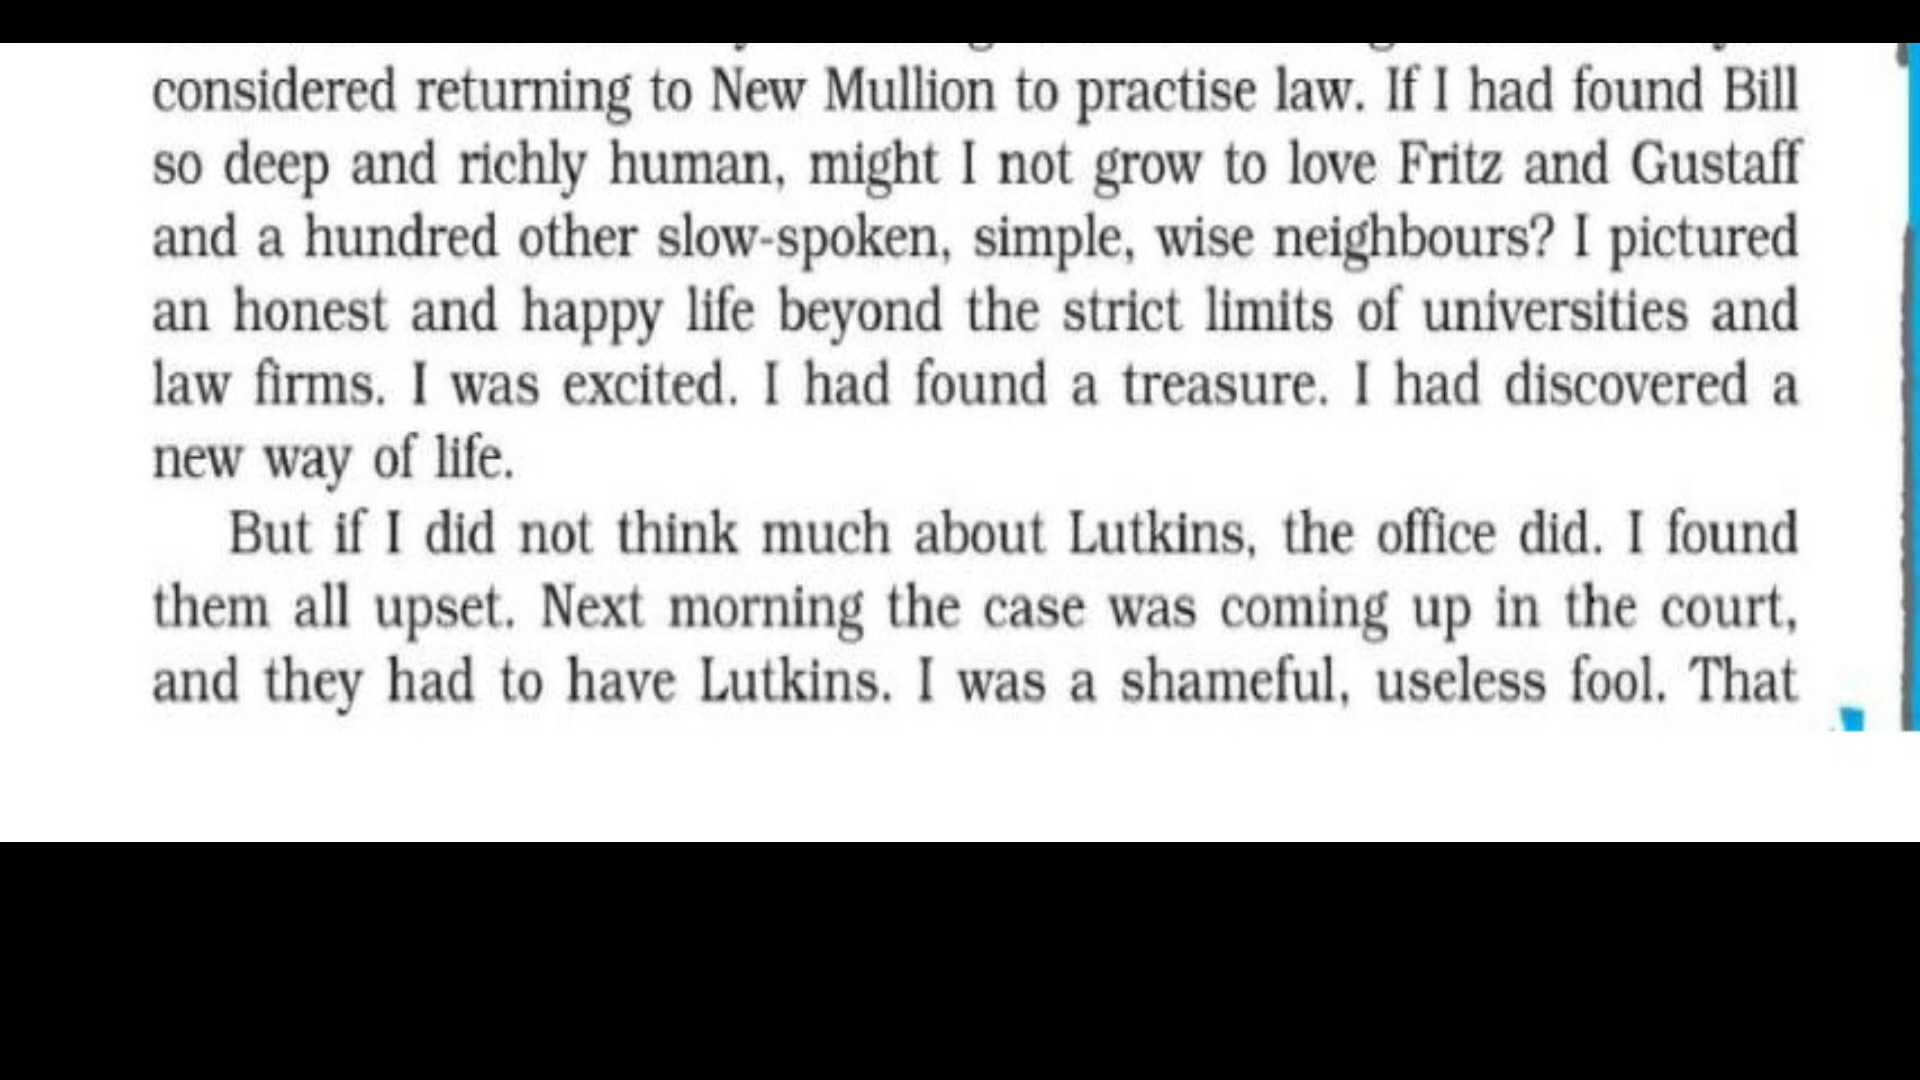 considered returning to New Mullion to practise law. If I had found Bill
so deep and richly human, might I not grow to love Fritz and Gustaff
and a hundred other slow-spoken, simple, wise neighbours? I pictured
an honest and happy life beyond the strict limits of universities and
law firms. I was excited. I had found a treasure. I had discovered a
new way of life.
But if I did not think much about Lutkins, the office did. I found
them all upset. Next morning the case was coming up in the court,
and they had to have Lutkins. I was a shameful, useless fool. That